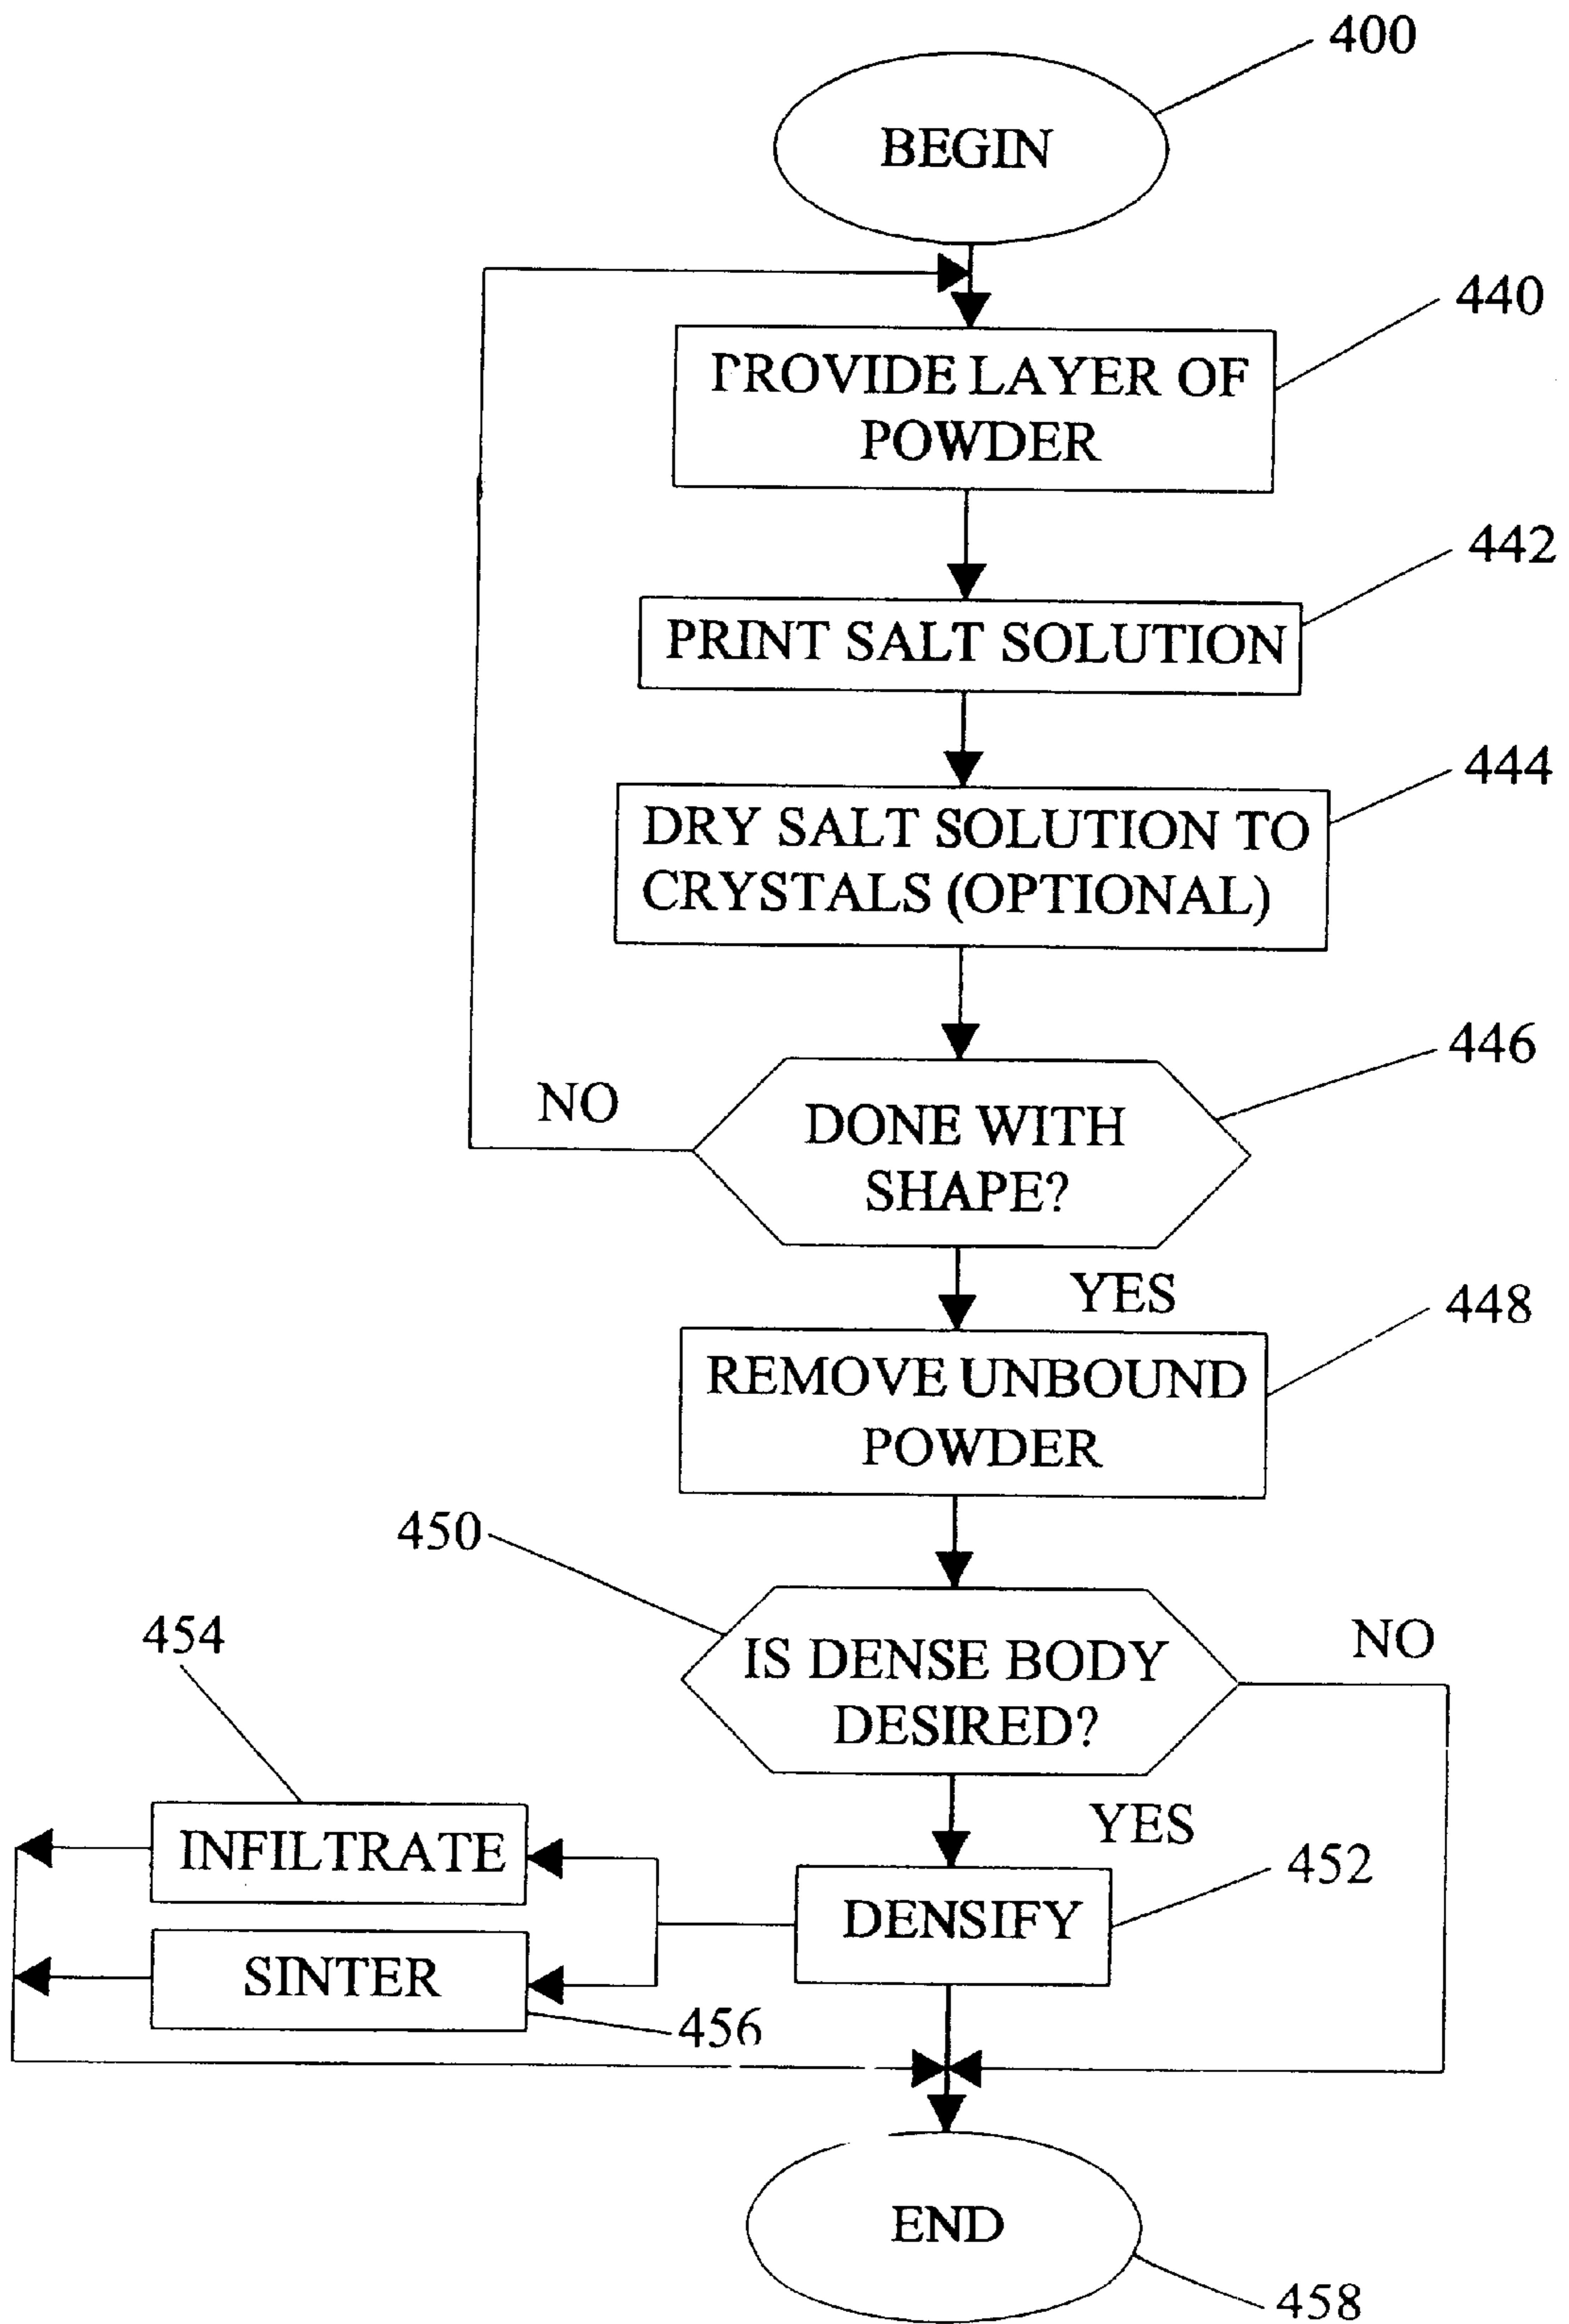 400
BEGIN
440
PROVIDE LAYER OF
POWDER
442
PRINT SALT SOLUTION
444
DRY SALT SOLUTION TO
CRYSTALS (OPTIONAL)
446
NO
DONE WITH
SHAPE?
YES
448
REMOVE UNBOUND
POWDER
450
IS DENSE BODY
DESIRED?
NO
454
YES
INFILTRATE
452
DENSIFY
SINTER
456
END
458